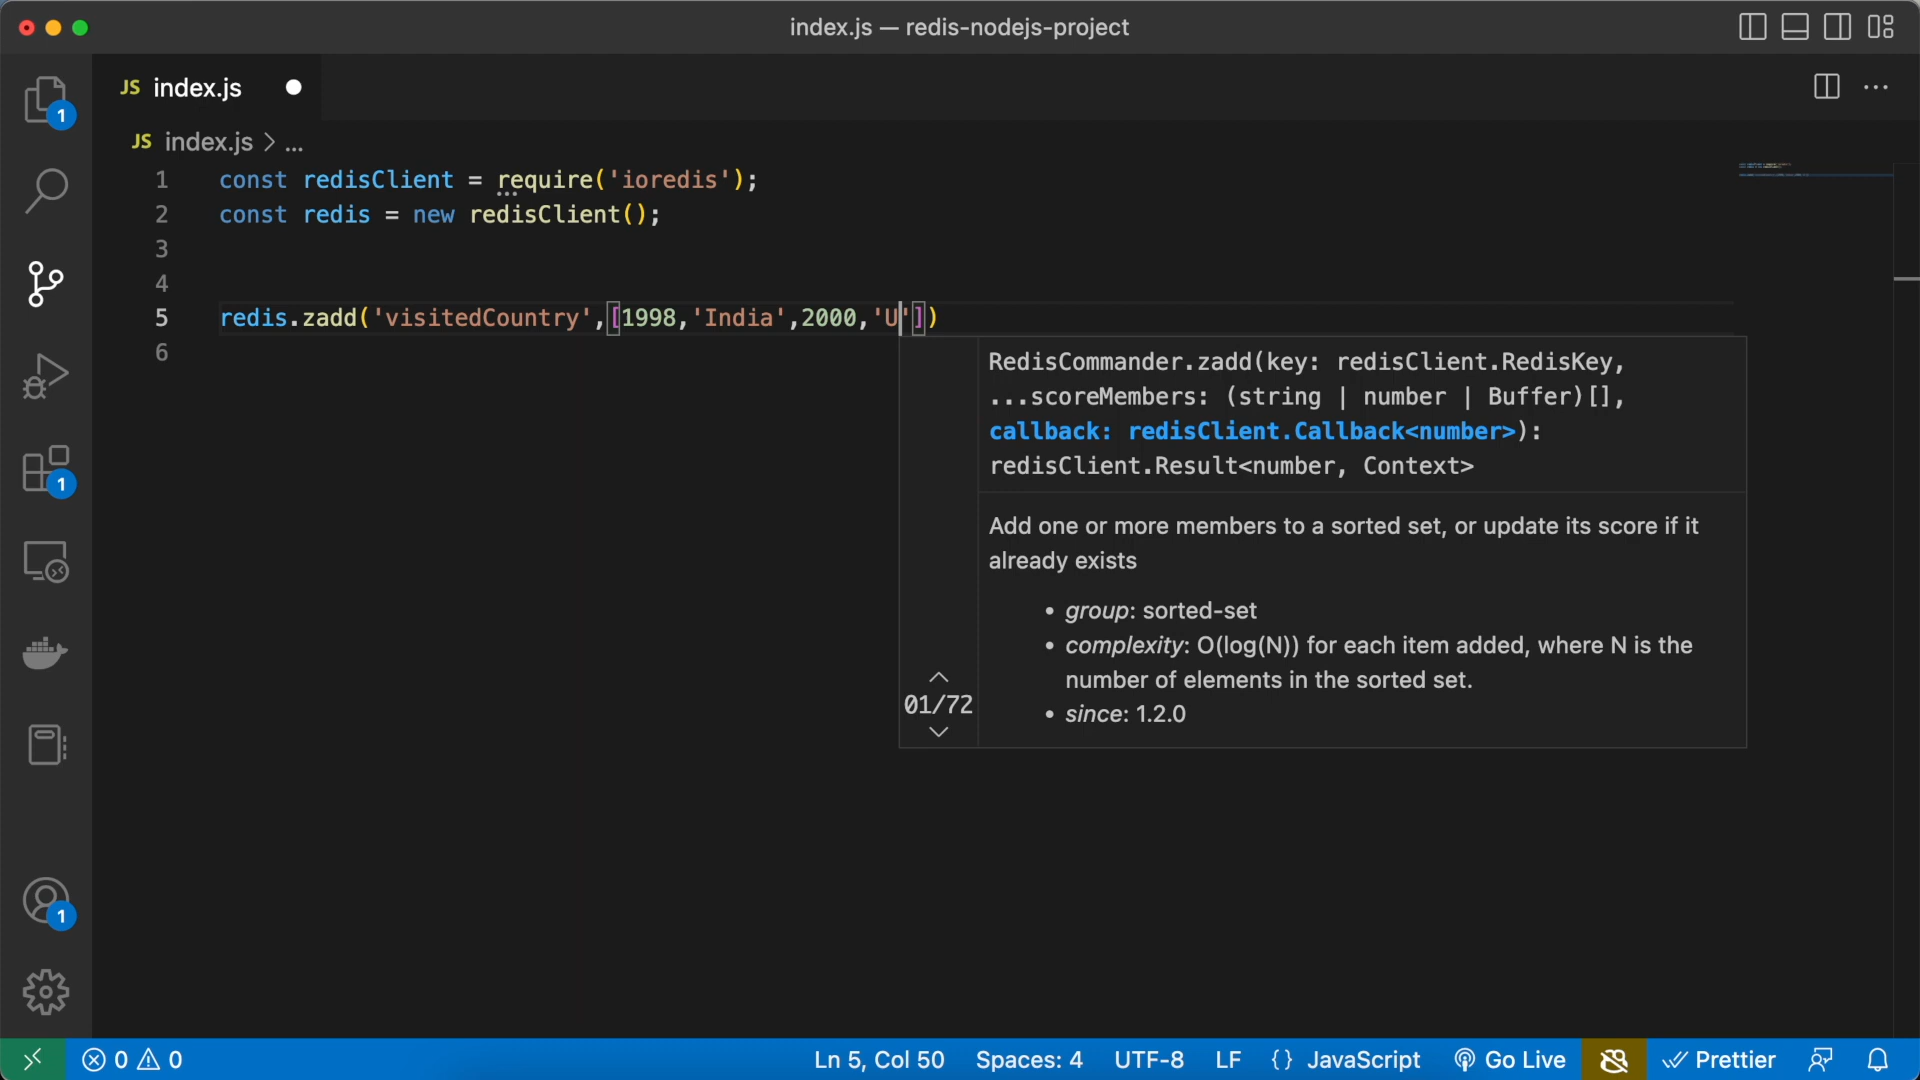 index.js — redis-nodejs-project
JS index.js
1
JS index.js > ...
1 const redisClient = require('ioredis');
2 const redis = new redisClient();
3
4
5 redis.zadd('visitedCountry',[1998,'India',2000,'U'])
6
RedisCommander.zadd(key: redisClient.RedisKey,
...scoreMembers: (string | number | Buffer)[],
callback: redisClient.Callback<number>):
redisClient.Result<number, Context>
Add one or more members to a sorted set, or update its score if it
already exists
• group: sorted-set
• complexity: O(log(N)) for each item added, where N is the
number of elements in the sorted set.
• since: 1.2.0
01/72
1
1
0 0
Ln 5, Col 50 Spaces: 4 UTF-8 LF {} JavaScript Go Live Prettier